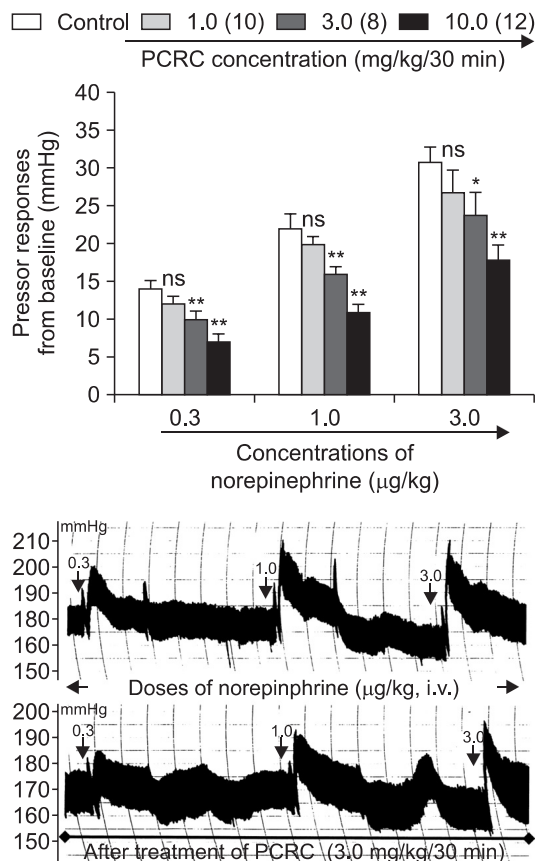 Control 1.0 (10) 3.0 (8) 10.0 (12)
PCRC concentration (mg/kg/30 min)
Pressor responses
from baseline (mmHg)
40
35
30
25
20
15
10
5
0
ns
**
**
ns
**
**
ns
*
**
0.3 1.0 3.0
Concentrations of
norepinephrine (μg/kg)
mmHg
210
200
190
180
170
160
150
0.3
1.0
3.0
Doses of norepinphrine (μg/kg, i.v.)
mmHg
200
190
180
170
160
150
0.3
1.0
3.0
After treatment of PCRC (3.0 mg/kg/30 min)